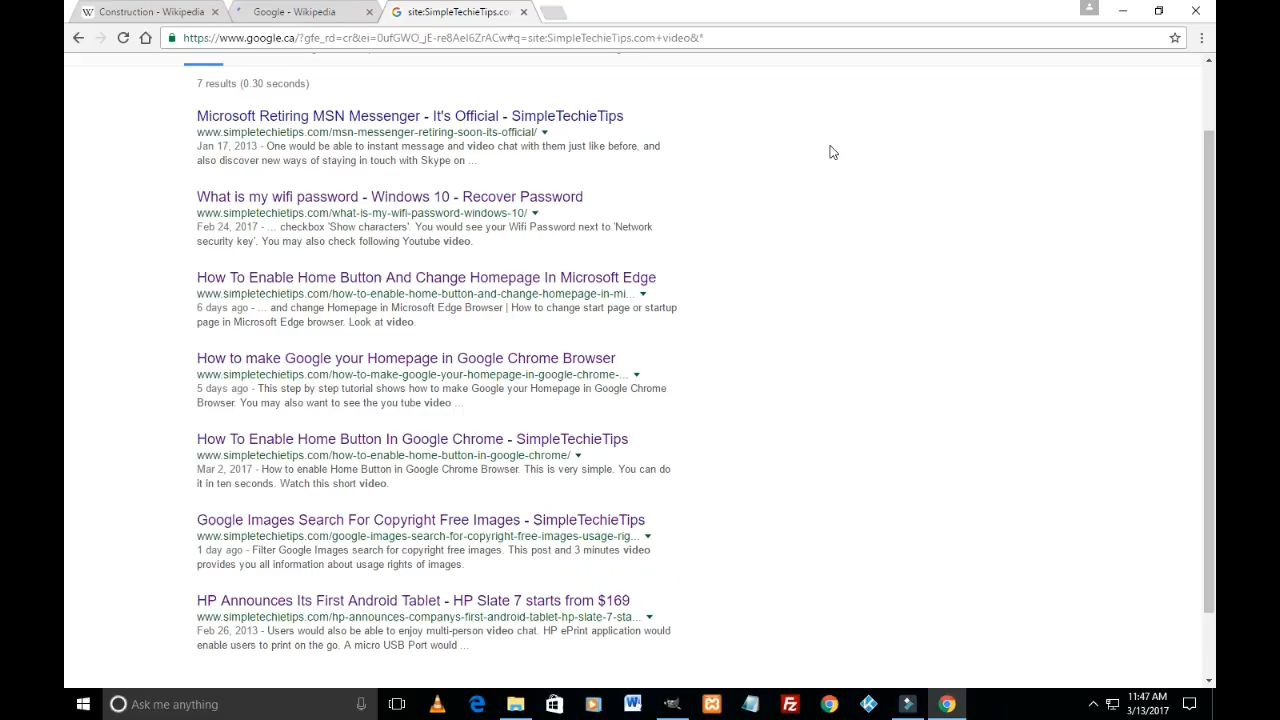 Construction - Wikipedia
Google - Wikipedia
site:SimpleTechieTips.co
https://www.google.ca/?gfe_rd=cr&ei=0ufGWO_jE-re8AeI6ZrACw#q=site:SimpleTechieTips.com+video&*
7 results (0.30 seconds)
Microsoft Retiring MSN Messenger - It's Official - SimpleTechieTips
www.simpletechietips.com/msn-messenger-retiring-soon-its-official/
Jan 17, 2013 - One would be able to instant message and video chat with them just like before, and
also discover new ways of staying in touch with Skype on ...
What is my wifi password - Windows 10 - Recover Password
www.simpletechietips.com/what-is-my-wifi-password-windows-10/
Feb 24, 2017 - ... checkbox 'Show characters'. You would see your Wifi Password next to 'Network
security key'. You may also check following Youtube video.
How To Enable Home Button And Change Homepage In Microsoft Edge
www.simpletechietips.com/how-to-enable-home-button-and-change-homepage-in-mi...
6 days ago - ... and change Homepage in Microsoft Edge Browser | How to change start page or startup
page in Microsoft Edge browser. Look at video.
How to make Google your Homepage in Google Chrome Browser
www.simpletechietips.com/how-to-make-google-your-homepage-in-google-chrome-...
5 days ago - This step by step tutorial shows how to make Google your Homepage in Google Chrome
Browser. You may also want to see the you tube video ...
How To Enable Home Button In Google Chrome - SimpleTechieTips
www.simpletechietips.com/how-to-enable-home-button-in-google-chrome/
Mar 2, 2017 - How to enable Home Button in Google Chrome Browser. This is very simple. You can do
it in ten seconds. Watch this short video.
Google Images Search For Copyright Free Images - SimpleTechieTips
www.simpletechietips.com/google-images-search-for-copyright-free-images-usage-rig...
1 day ago - Filter Google Images search for copyright free images. This post and 3 minutes video
provides you all information about usage rights of images.
HP Announces Its First Android Tablet - HP Slate 7 starts from $169
www.simpletechietips.com/hp-announces-companys-first-android-tablet-hp-slate-7-sta...
Feb 26, 2013 - Users would also be able to enjoy multi-person video chat. HP ePrint application would
enable users to print on the go. A micro USB Port would ...
Ask me anything
11:47 AM
3/13/2017